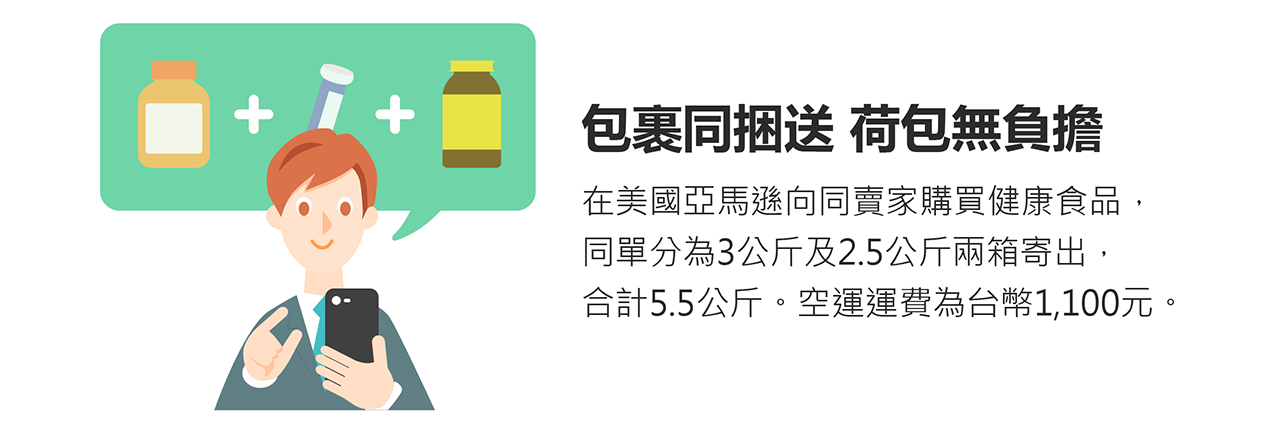 包裹同捆送 荷包無負擔
在美國亞馬遜向同賣家購買健康食品，
同單分為3公斤及2.5公斤兩箱寄出，
合計5.5公斤。空運運費為台幣1,100元。